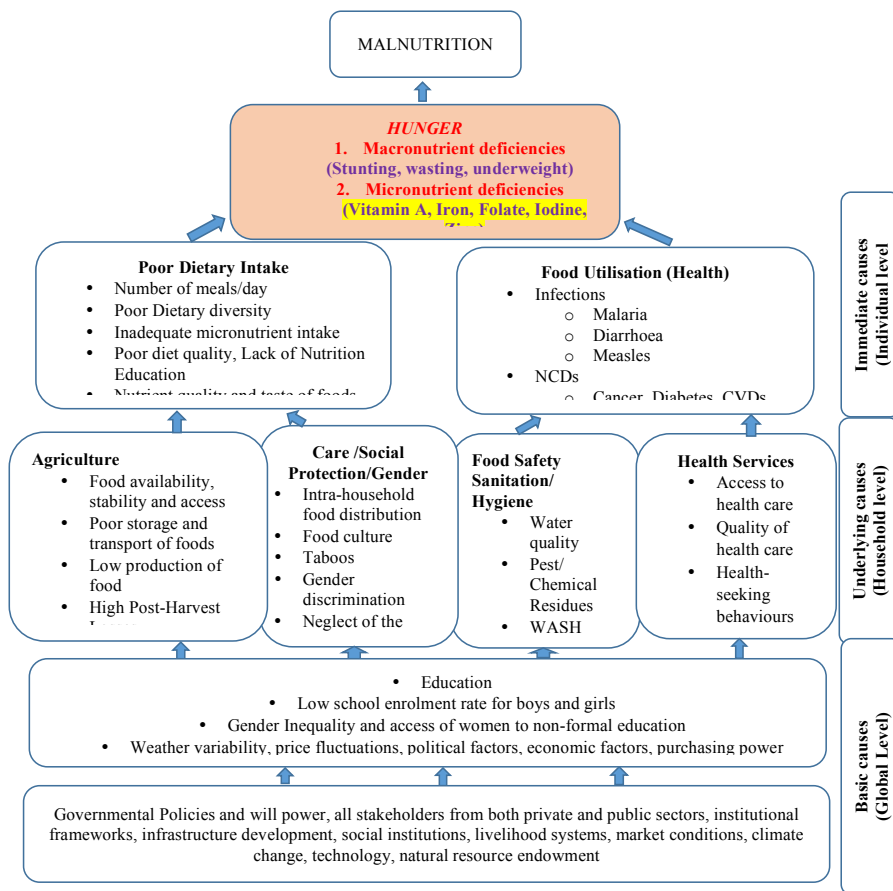 MALNUTRITION
HUNGER
1. Macronutrient deficiencies
(Stunting, wasting, underweight)
2. Micronutrient deficiencies
(Vitamin A, Iron, Folate, Iodine,
Poor Dietary Intake
• Number of meals/day
• Poor Dietary diversity
• Inadequate micronutrient intake
• Poor diet quality, Lack of Nutrition
Education
• Nutrient quality and taste of foods
Food Utilisation (Health)
• Infections
o Malaria
o Diarrhoea
o Measles
• NCDs
o Cancer, Diabetes, CVDs
Immediate causes
(Individual level
Agriculture
• Food availability,
stability and access
• Poor storage and
transport of foods
• Low production of
food
• High Post-Harvest
Care /Social
Protection/Gender
• Intra-household
food distribution
• Food culture
• Taboos
• Gender
discrimination
• Neglect of the
Food Safety
Sanitation/
Hygiene
• Water
quality
• Pest/
Chemical
Residues
• WASH
Health Services
• Access to
health care
• Quality of
health care
• Health-
seeking
behaviours
Underlying causes
(Household level)
• Education
• Low school enrolment rate for boys and girls
• Gender Inequality and access of women to non-formal education
• Weather variability, price fluctuations, political factors, economic factors, purchasing power
Governmental Policies and will power, all stakeholders from both private and public sectors, institutional
frameworks, infrastructure development, social institutions, livelihood systems, market conditions, climate
change, technology, natural resource endowment
Basic causes
(Global Level)